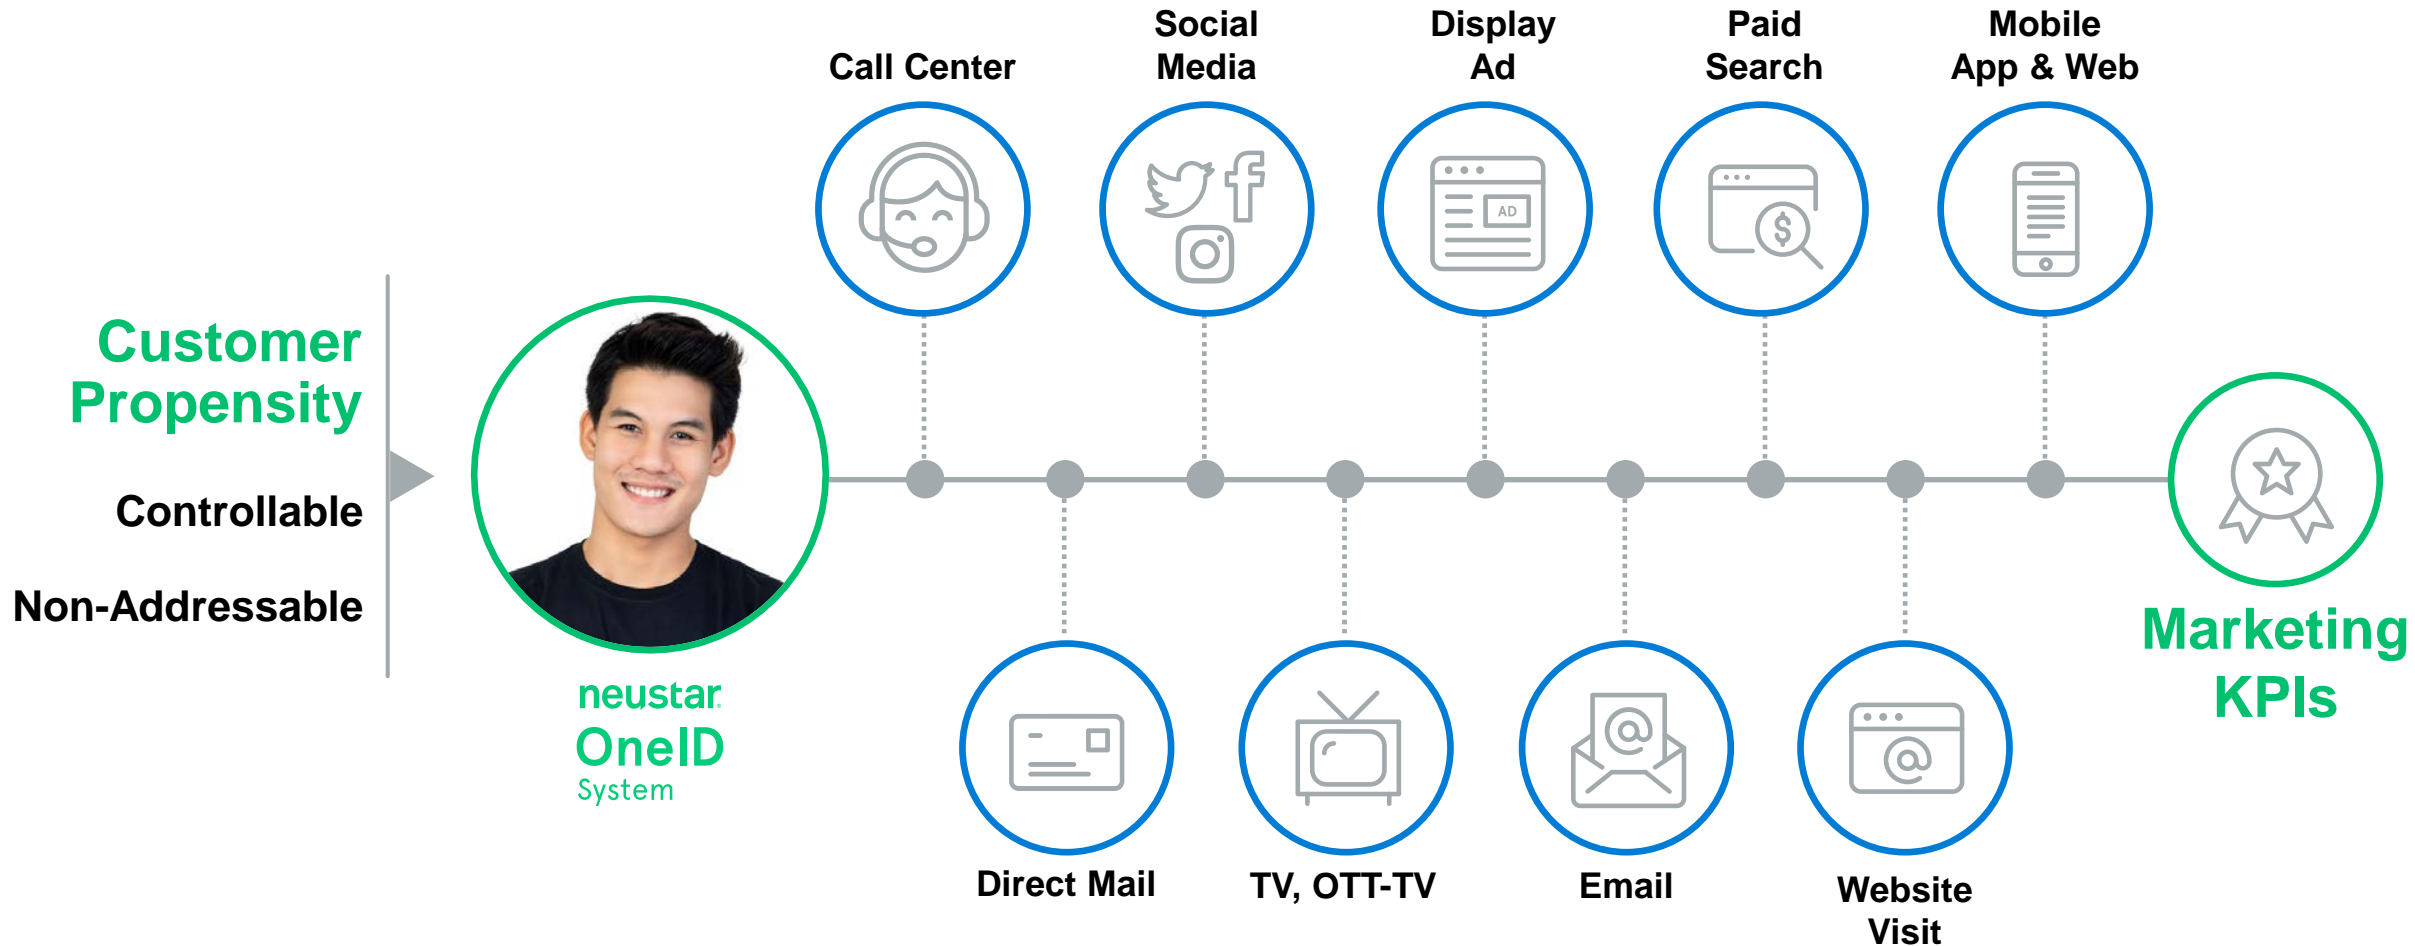 Customer
Propensity
Controllable
Non-Addressable
neustar.
OneID
System
Call Center
Social
Media
Display
Ad
AD
Paid
Search
$
Mobile
App & Web
Direct Mail
TV, OTT-TV
@
Email
@
Website
Visit
Marketing
KPIs